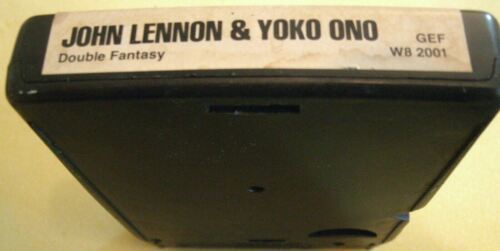 JOHN LENNON & YOKO ONO
Double Fantasy
GEF
W8 2001